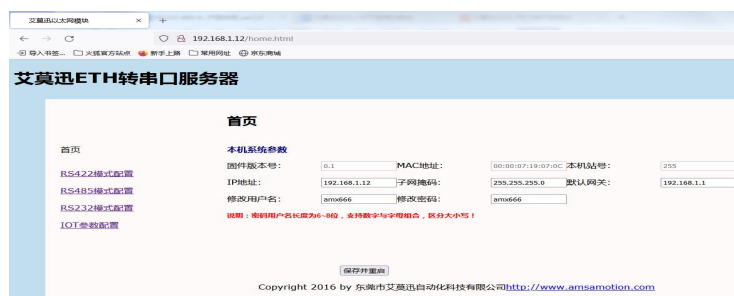 艾莫迅以太网模块 × +
192.168.1.12/home.html
导入书签... 火狐官方站点 新手上路 常用网址 京东商城
艾莫迅ETH转串口服务器
首页
首页
本机系统参数
固件版本号: 0.1 MAC地址: 00:00:07:19:07:0C 本机站号: 255
RS422模式配置
IP地址: 192.168.1.12 子网掩码: 255.255.255.0 默认网关: 192.168.1.1
RS485模式配置
修改用户名: amx666 修改密码: amx666
RS232模式配置
说明：密码用户名长度为6~8位，支持数字与字母组合，区分大小写！
IOT参数配置
保存并重启
Copyright 2016 by 东莞市艾莫迅自动化科技有限公司http://www.amsamotion.com